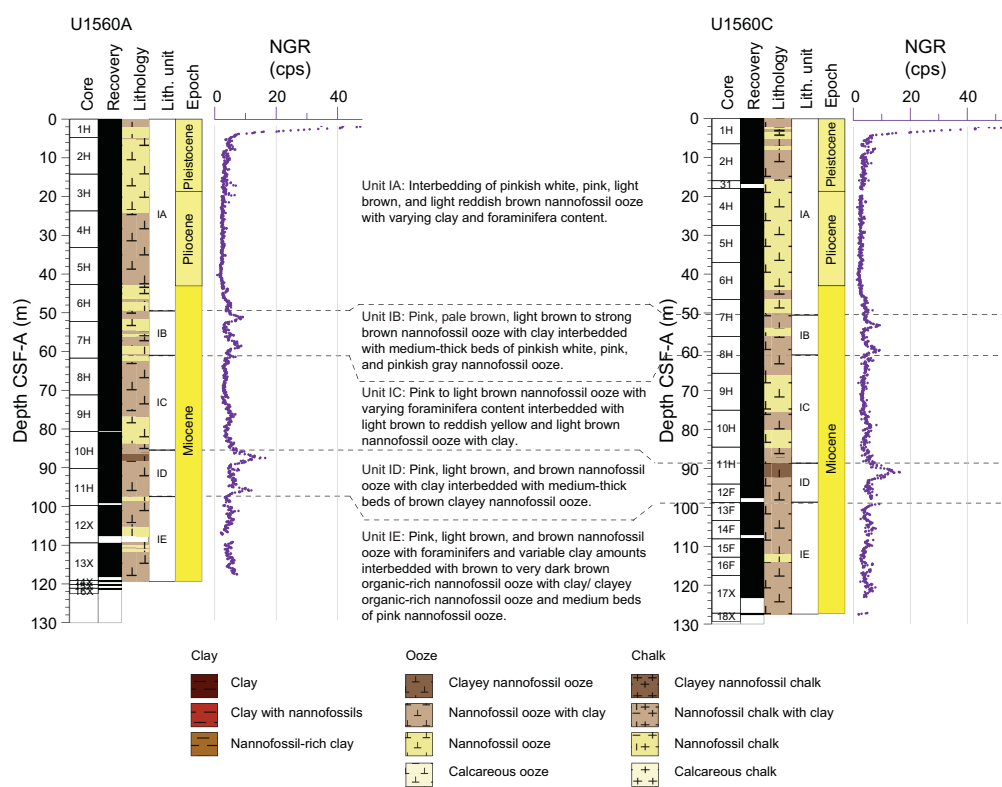 U1560A
Core
Recovery
Lithology
Lith. unit
Epoch
NGR
(cps)
0 20 40
Depth CSF-A (m)
0
10
20
30
40
50
60
70
80
90
100
110
120
130
1H
2H
3H
4H
5H
6H
7H
8H
9H
10H
11H
12X
13X
16X
IA
IB
IC
ID
IE
Pleistocene
Pliocene
Miocene
Unit IA: Interbedding of pinkish white, pink, light
brown, and light reddish brown nannofossil ooze
with varying clay and foraminifera content.
Unit IB: Pink, pale brown, light brown to strong
brown nannofossil ooze with clay interbedded
with medium-thick beds of pinkish white, pink,
and pinkish gray nannofossil ooze.
Unit IC: Pink to light brown nannofossil ooze with
varying foraminifera content interbedded with
light brown to reddish yellow and light brown
nannofossil ooze with clay.
Unit ID: Pink, light brown, and brown nannofossil
ooze with clay interbedded with medium-thick
beds of brown clayey nannofossil ooze.
Unit IE: Pink, light brown, and brown nannofossil
ooze with foraminifers and variable clay amounts
interbedded with brown to very dark brown
organic-rich nannofossil ooze with clay/ clayey
organic-rich nannofossil ooze and medium beds
of pink nannofossil ooze.
U1560C
Core
Recovery
Lithology
Lith. unit
Epoch
NGR
(cps)
0 20 40
Depth CSF-A (m)
0
10
20
30
40
50
60
70
80
90
100
110
120
130
1H
2H
31
4H
5H
6H
7H
8H
9H
10H
11H
12F
13F
14F
15F
16F
17X
18X
IA
IB
IC
ID
IE
Pleistocene
Pliocene
Miocene
Clay
Clay
Clay with nannofossils
Nannofossil-rich clay
Ooze
Clayey nannofossil ooze
Nannofossil ooze with clay
Nannofossil ooze
Calcareous ooze
Chalk
Clayey nannofossil chalk
Nannofossil chalk with clay
Nannofossil chalk
Calcareous chalk